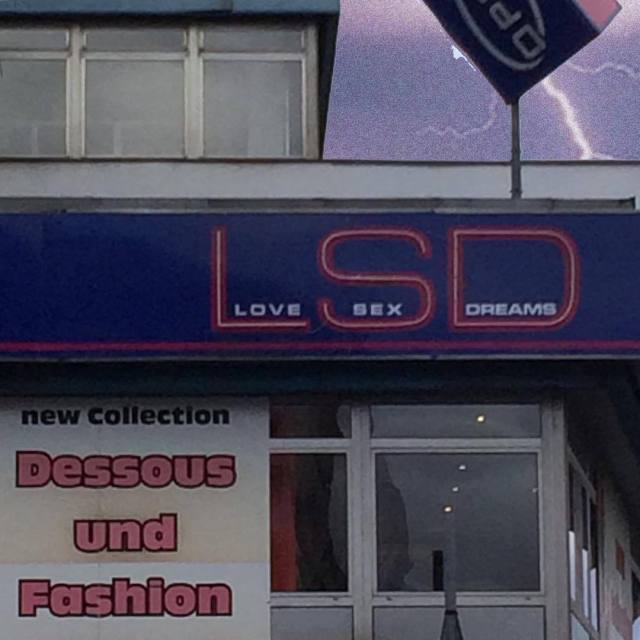 LSD
LOVE SEX DREAMS
new Collection
Dessous
und
Fashion